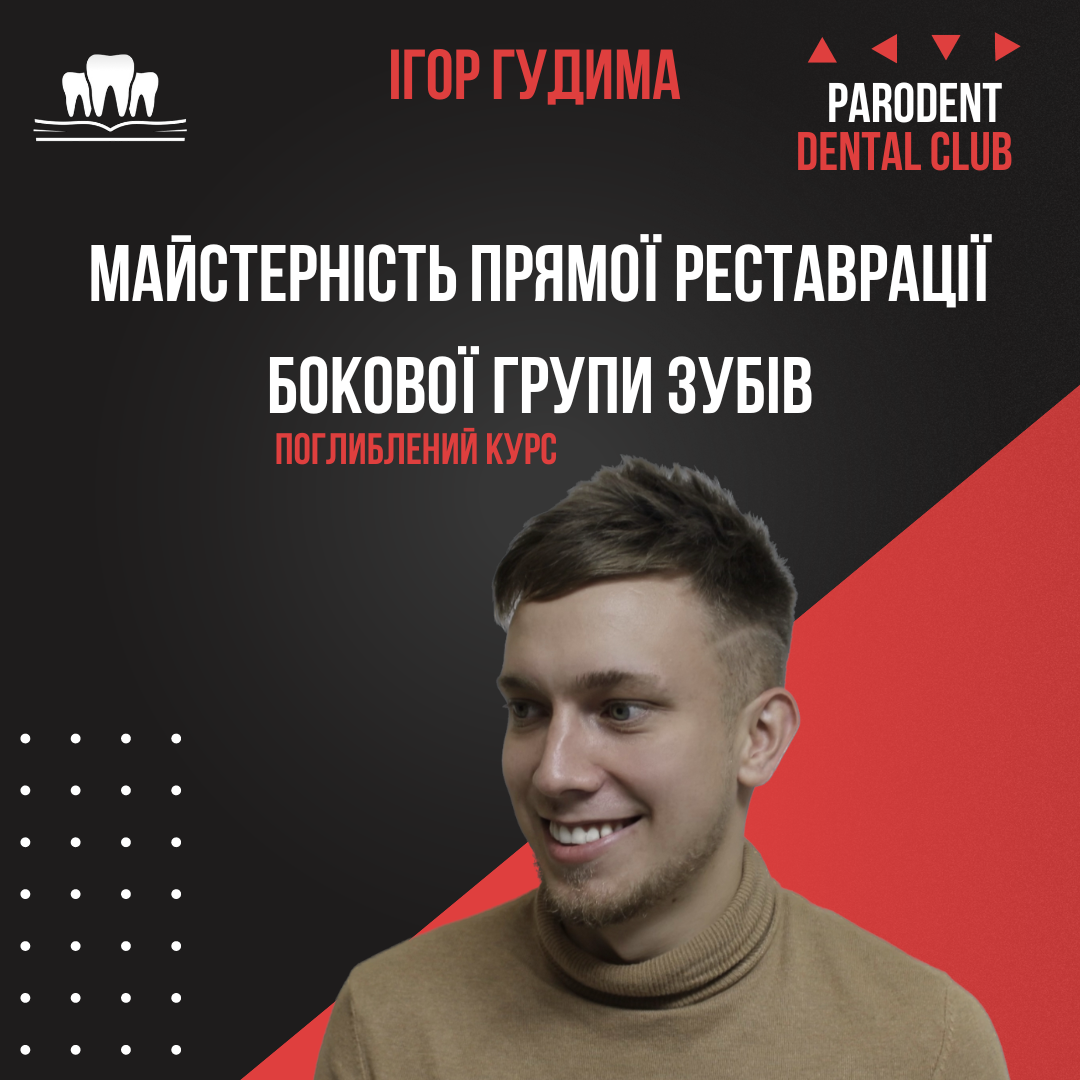 ІГОР ГУДИМА
PARODENT
DENTAL CLUB
МАЙСТЕРНІСТЬ ПРЯМОЇ РЕСТАВРАЦІЇ
БОКОВОЇ ГРУПИ ЗУБІВ
ПОГЛИБЛЕНИЙ КУРС